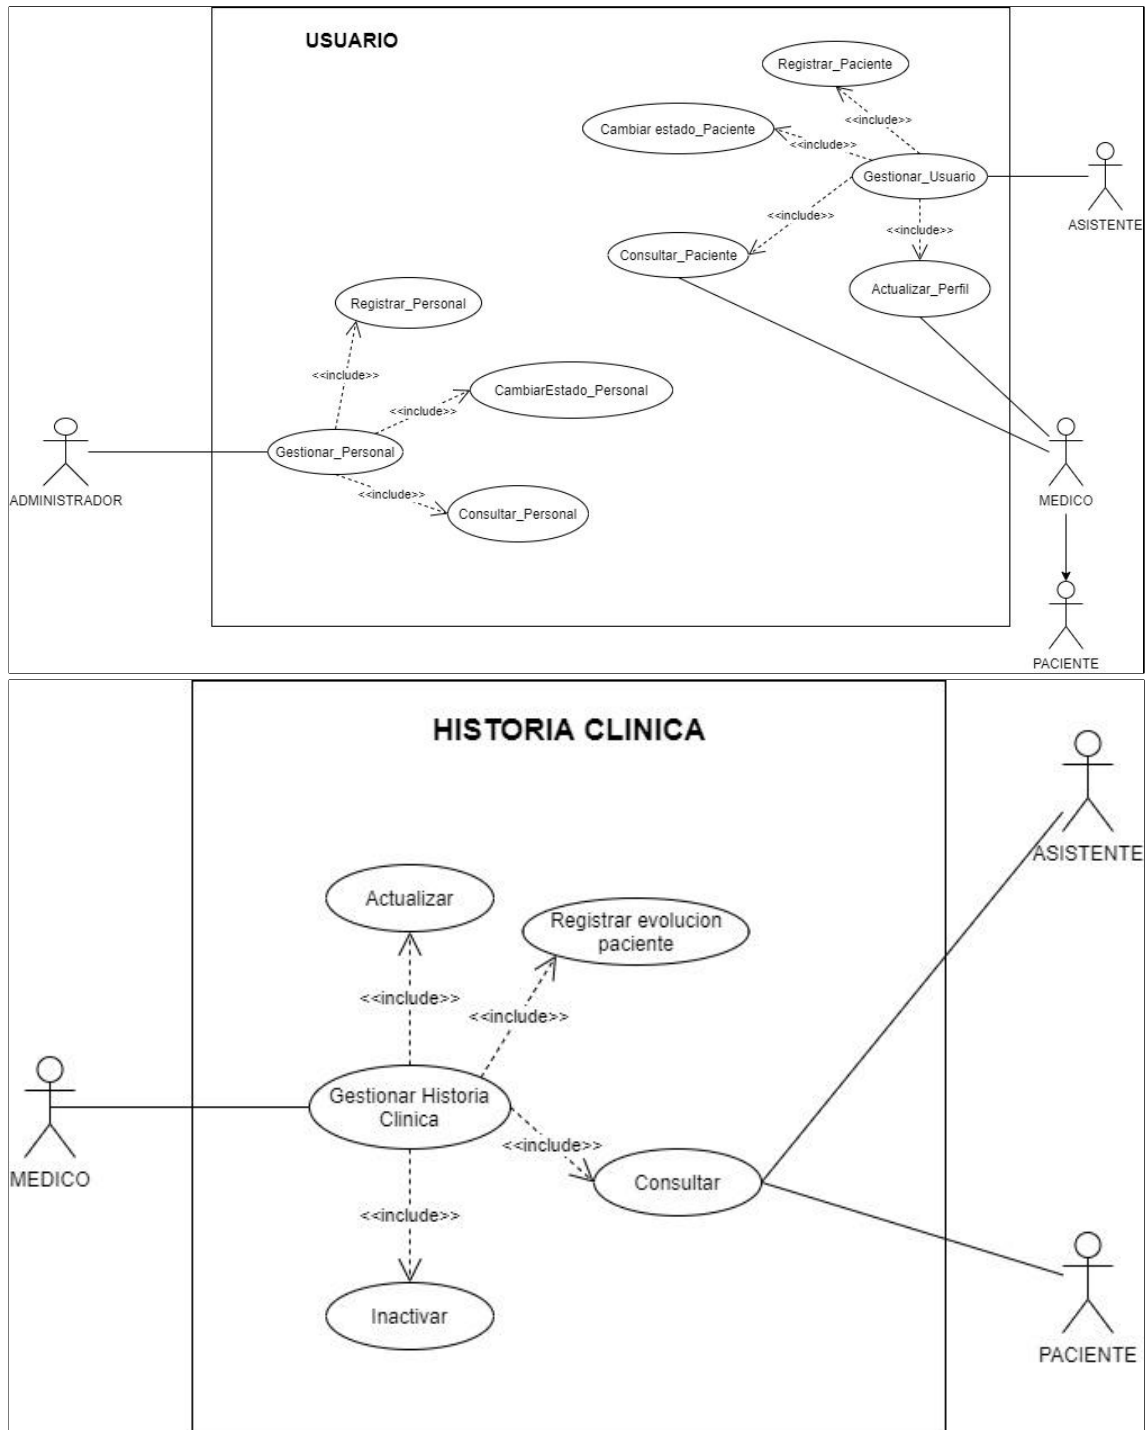 USUARIO
Registrar_Paciente
<<include>>
Cambiar estado_Paciente
<<include>>
Gestionar_Usuario
<<include>>
ASISTENTE
<<include>>
Consultar_Paciente
Actualizar_Perfil
Registrar_Personal
<<include>>
CambiarEstado_Personal
<<include>>
Gestionar_Personal
<<include>>
ADMINISTRADOR
MEDICO
Consultar_Personal
PACIENTE
HISTORIA CLINICA
ASISTENTE
Actualizar
Registrar evolucion
paciente
<<include>>
<<include>>
Gestionar Historia
Clinica
<<include>>
MEDICO
Consultar
<<include>>
Inactivar
PACIENTE